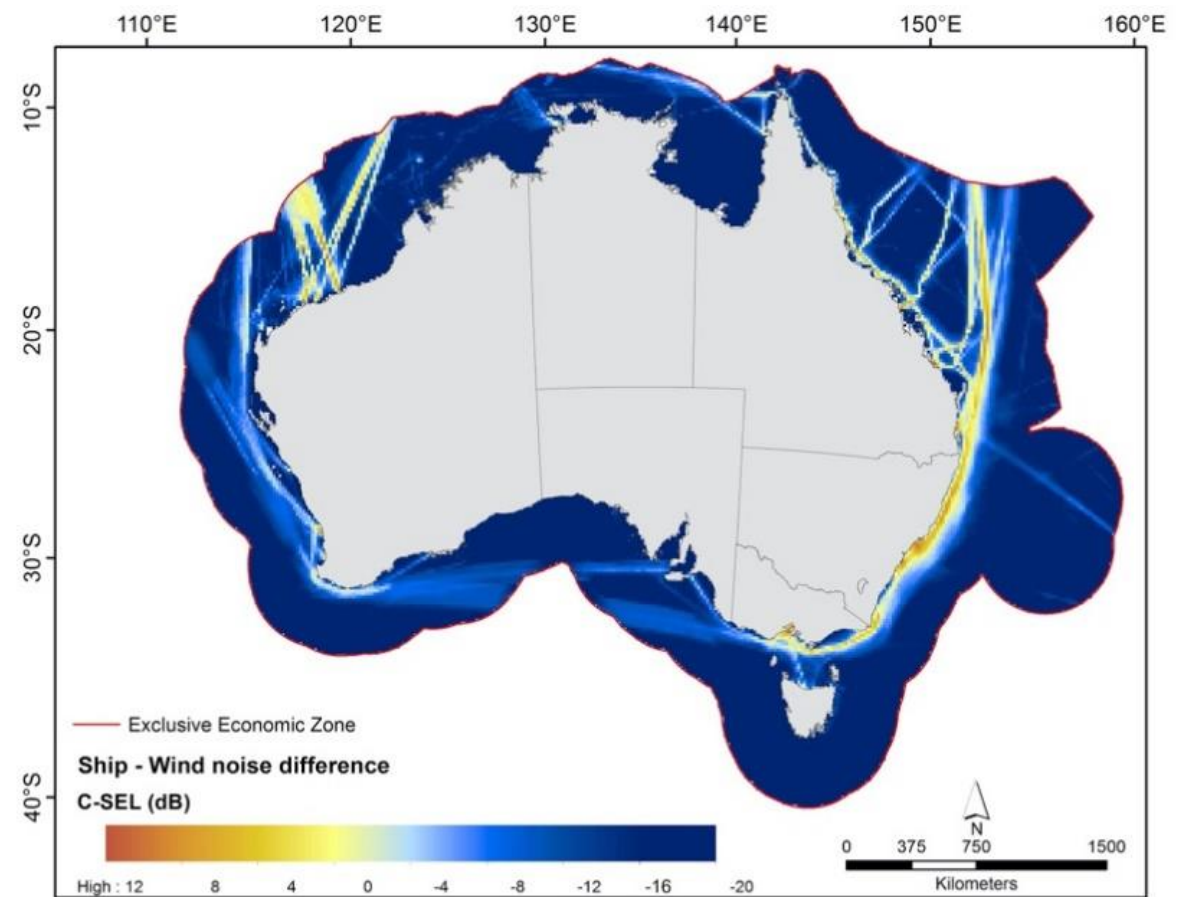 110°E 120°E 130°E 140°E 150°E 160°E
10°S
20°S
30°S
40°S
Exclusive Economic Zone
Ship - Wind noise difference
C-SEL (dB)
High : 12 8 4 0 -4 -8 -12 -16 -20
N
0 375 750 1500
Kilometers